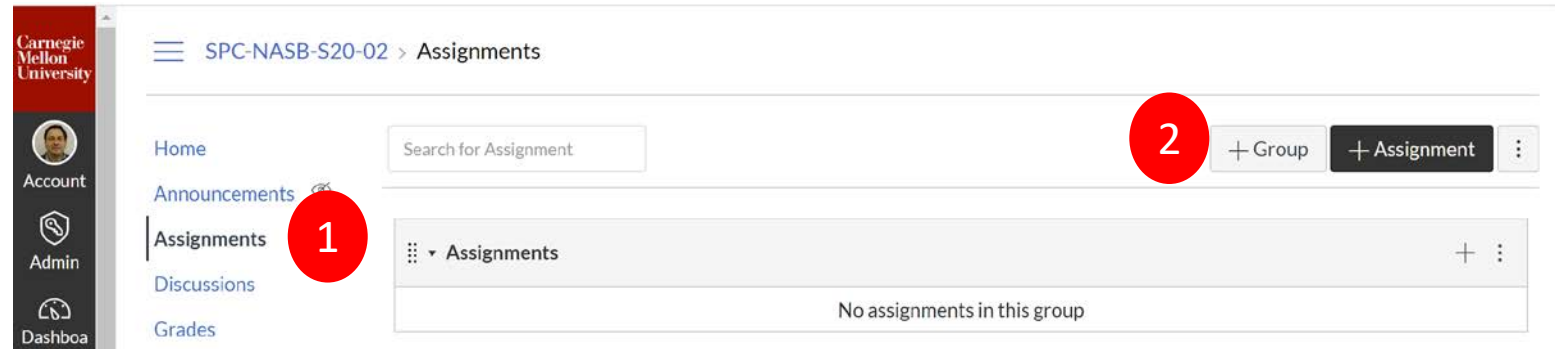 Carnegie
Mellon
University
SPC-NASB-S20-02 > Assignments
Account
Admin
Dashboa
Home
Announcements
Assignments
1
Discussions
Grades
Search for Assignment
2
+ Group
+ Assignment
Assignments
No assignments in this group